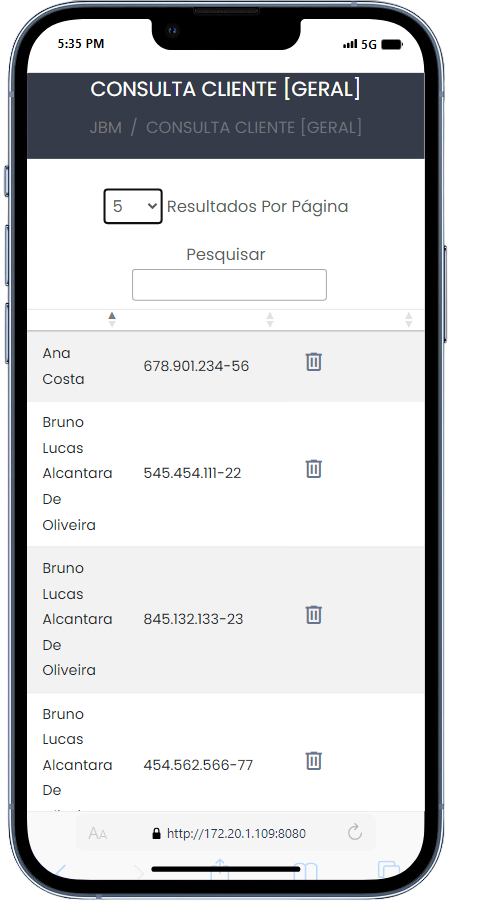 5:35 PM
5G
CONSULTA CLIENTE [GERAL]
JBM / CONSULTA CLIENTE [GERAL]
5 Resultados Por Página
Pesquisar
Ana
Costa
678.901.234-56
Bruno
Lucas
Alcantara
De
Oliveira
545.454.111-22
Bruno
Lucas
Alcantara
De
Oliveira
845.132.133-23
Bruno
Lucas
Alcantara
De
454.562.566-77
AA
http://172.20.1.109:8080